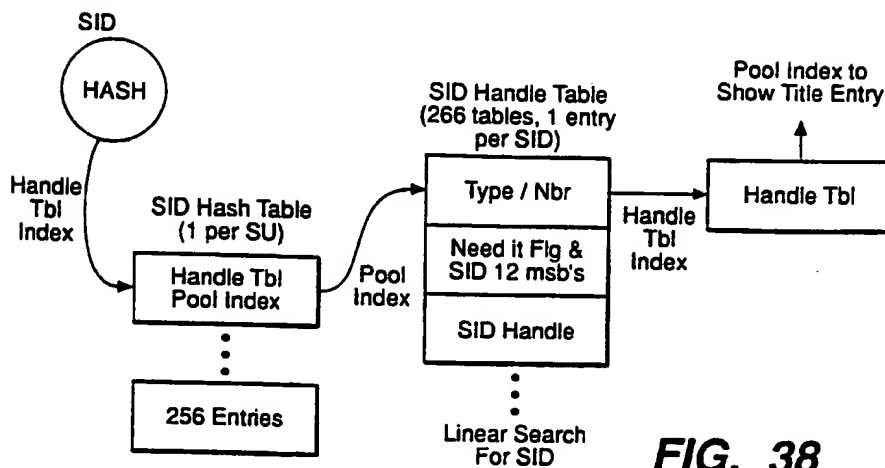 SID
HASH
Handle
Tbl
Index
SID Hash Table
(1 per SU)
Handle Tbl
Pool Index
256 Entries
Pool
Index
SID Handle Table
(266 tables, 1 entry
per SID)
Type / Nbr
Need it Flg &
SID 12 msb's
SID Handle
Linear Search
For SID
Handle
Tbl
Index
Pool Index to
Show Title Entry
Handle Tbl
FIG. 38